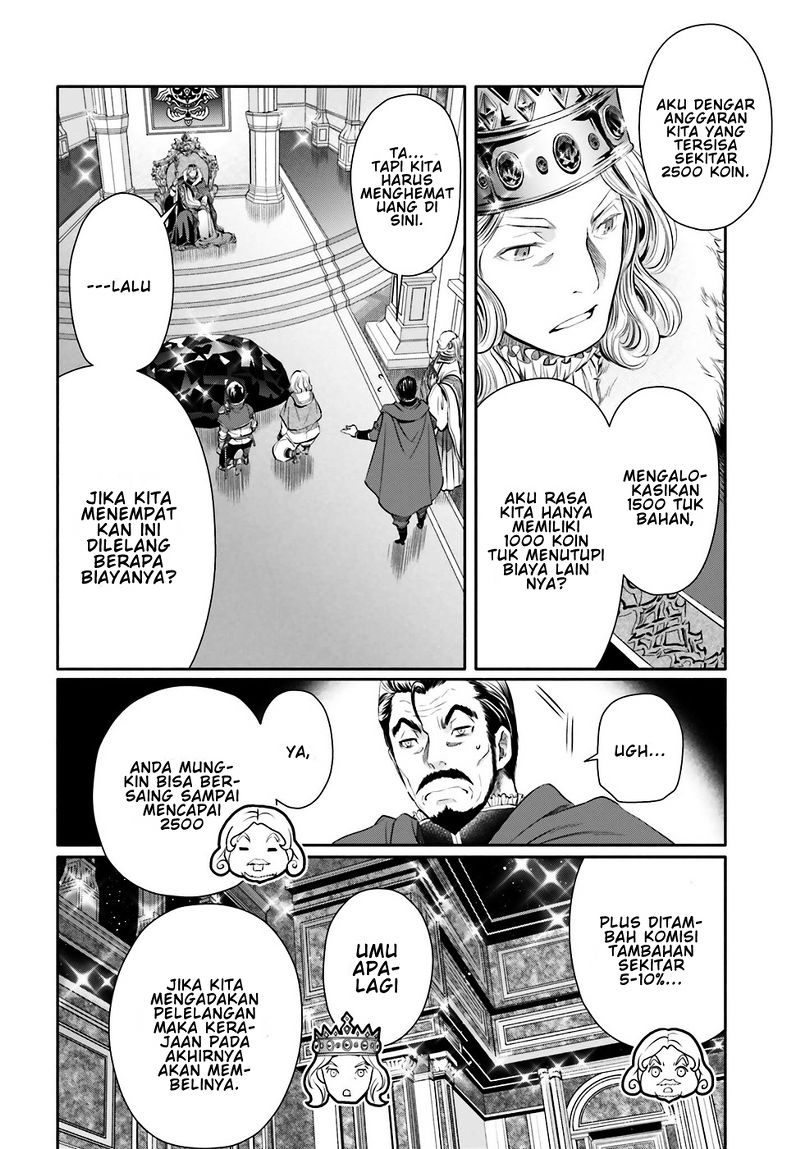 AKU DENGAR
ANGGARAN
KITA YANG
TERSISA
SEKITAR
2500 KOIN.
MENGALO-
KASIKAN
1500 TUK
BAHAN,
AKU RASA
KITA HANYA
MEMILIKI
1000 KOIN
TUK MENUTUPI
BIAYA LAIN
NYA?
TA...
TAPI KITA
HARUS
MENGHEMAT
UANG DI
SINI.
---LALU
JIKA KITA
MENEMPAT
KAN INI
DILELANG
BERAPA
BIAYANYA?
UGH...
YA,
ANDA MUNG-
KIN BISA BER-
SAING SAMPAI
MENCAPAI
2500
PLUS DITAM-
BAH KOMISI
TAMBAHAN
SEKITAR
5-10%...
UMU
APA-
LAGI
JIKA KITA
MENGADAKAN
PELELANGAN
MAKA KERA-
JAAN PADA
AKHIRNYA
AKAN MEM-
BELINYA.